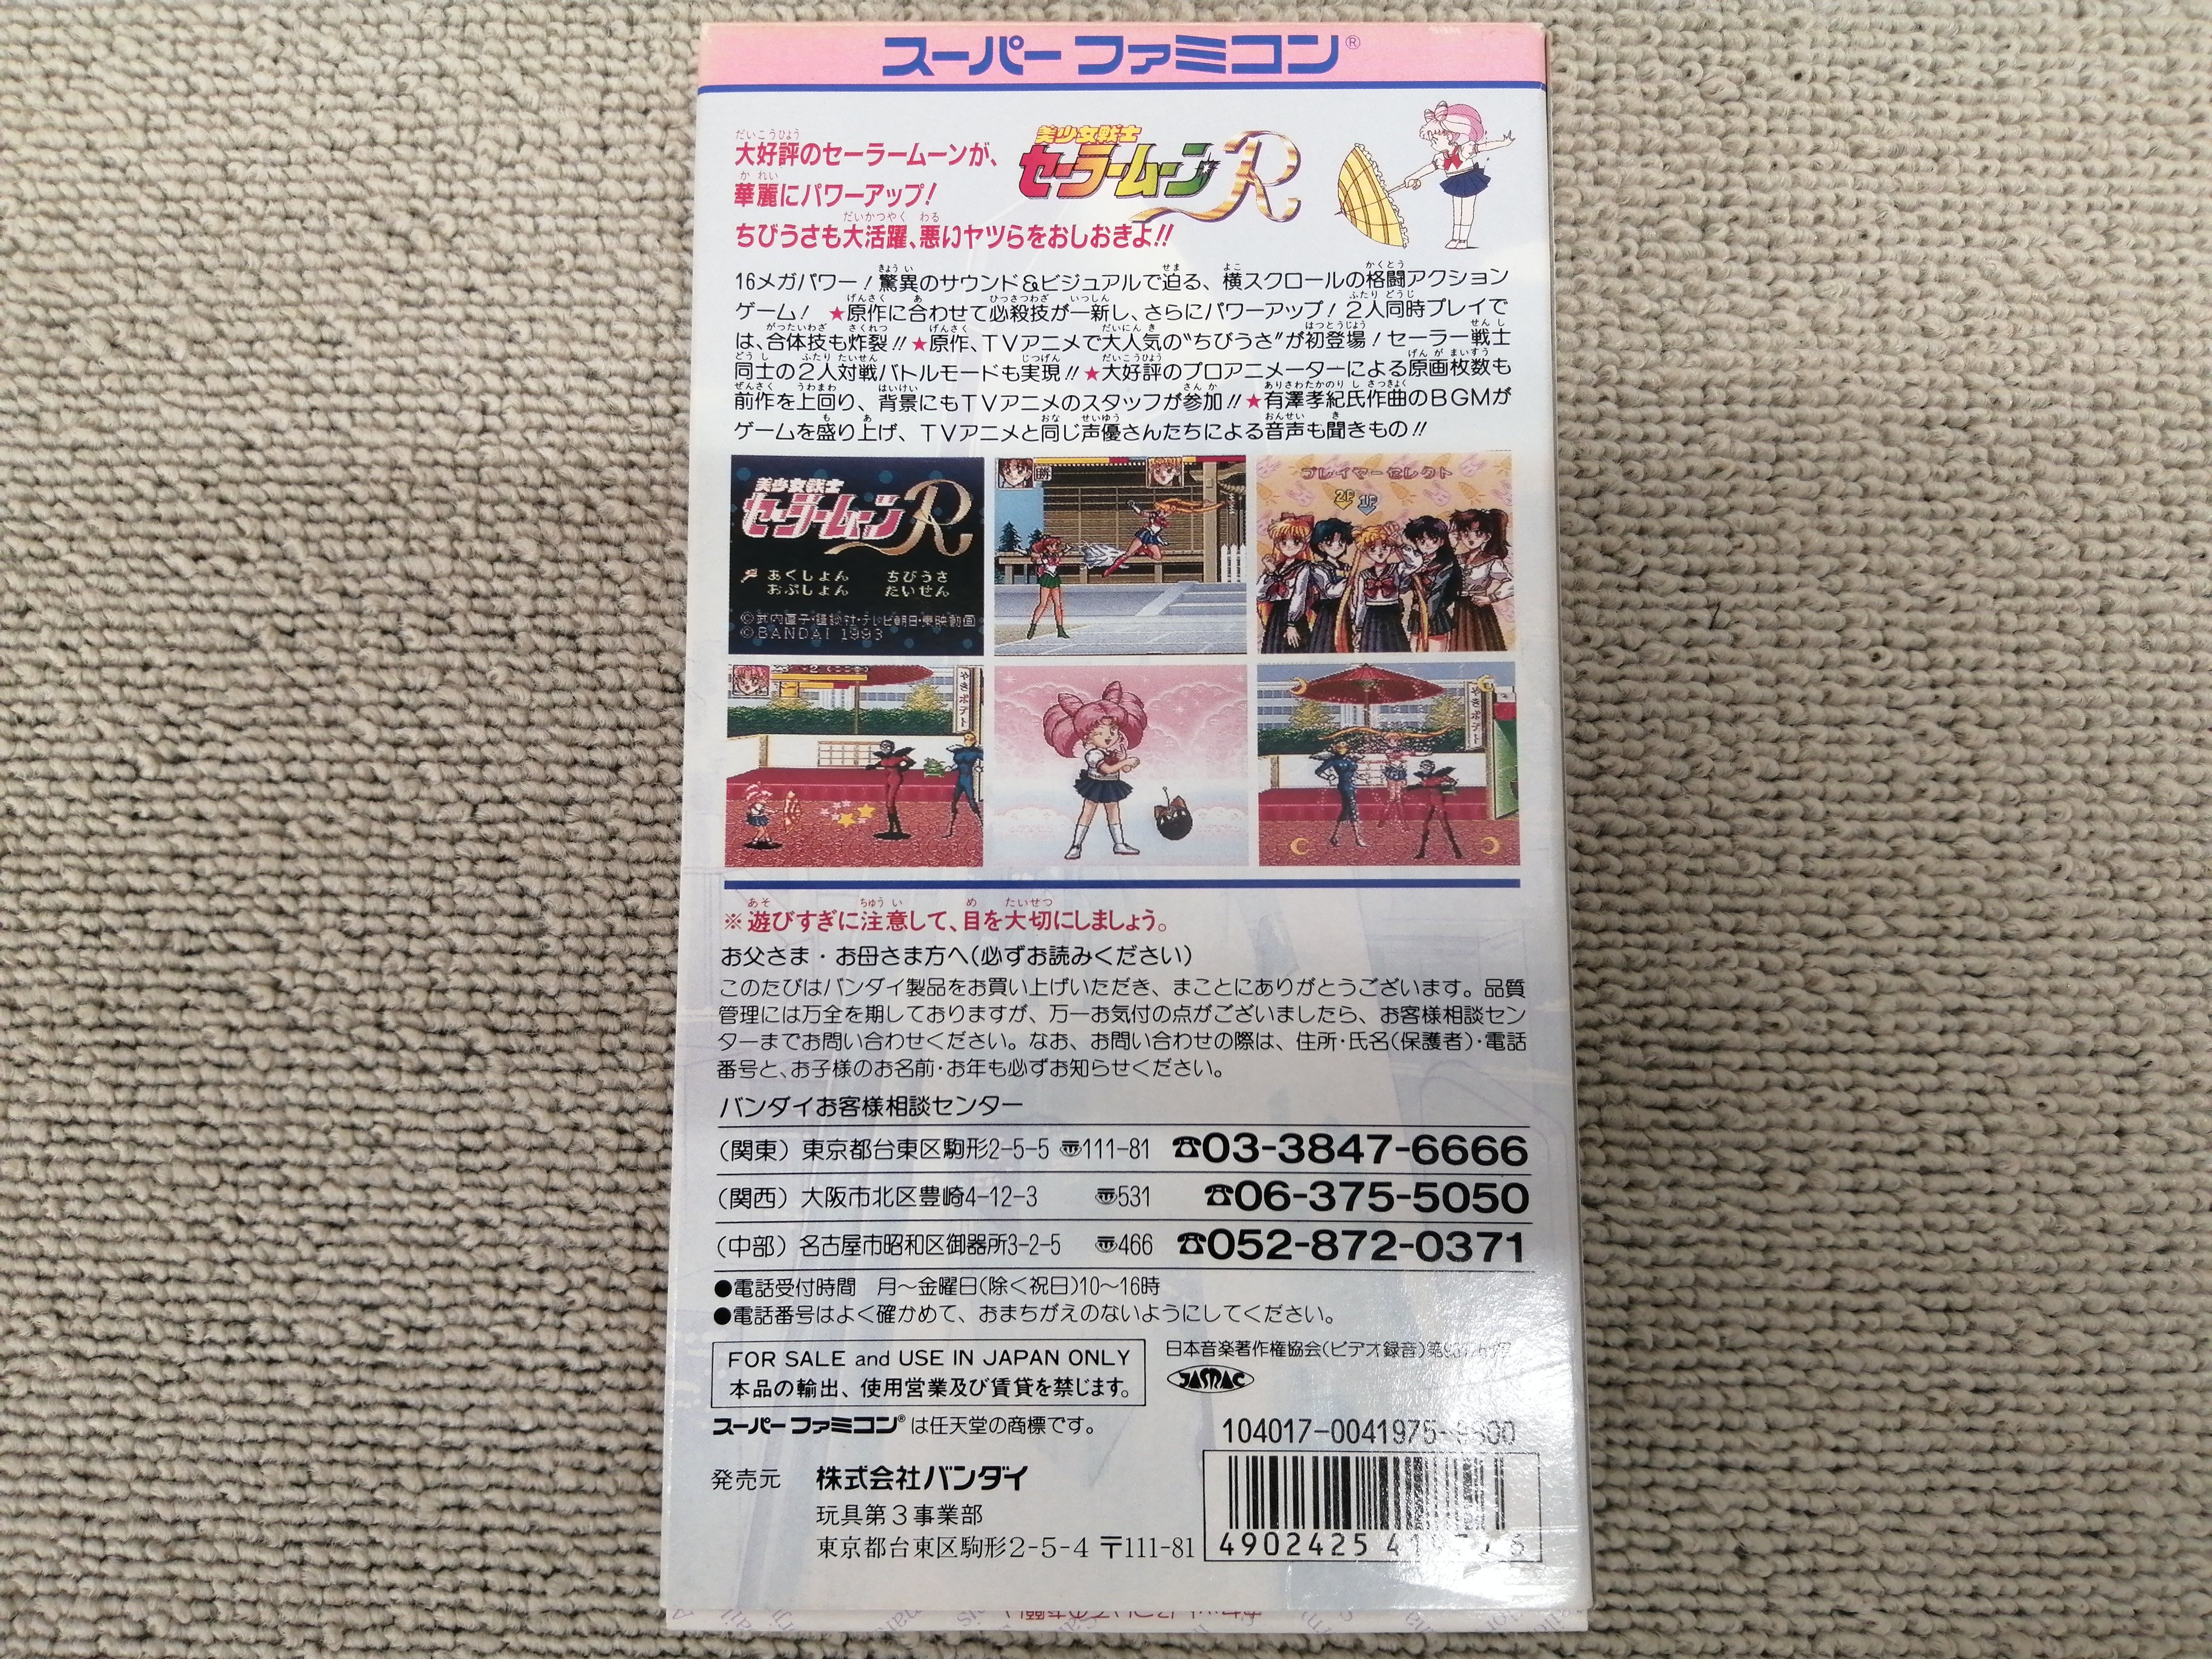 スーパーファミコン®
大好評のセーラームーンが、
華麗にパワーアップ!
ちびうさも大活躍、悪いヤツらをおしおきよ!!
美少女戦士
セーラームーンR
16メガパワー!驚異のサウンド&ビジュアルで迫る、横スクロールの格闘アクション
ゲーム! ★原作に合わせて必殺技が一新し、さらにパワーアップ!2人同時プレイで
は、合体技も炸裂!!★原作、TVアニメで大人気の“ちびうさ”が初登場!セーラー戦士
同士の2人対戦バトルモードも実現!!★大好評のプロアニメーターによる原画枚数も
前作を上回り、背景にもTVアニメのスタッフが参加!!★有澤孝紀氏作曲のBGMが
ゲームを盛り上げ、TVアニメと同じ声優さんたちによる音声も聞きもの!!
美少女戦士
セーラームーンR
あくしょん ちびうさ
おぷしょん たいせん
©武内直子・講談社・テレビ朝日・東映動画
©BANDAI 1993
勝
プレイヤーセレクト
2P 1P
やきポテト
やきポテト
※遊びすぎに注意して、目を大切にしましょう。
お父さま・お母さま方へ(必ずお読みください)
このたびはバンダイ製品をお買い上げいただき、まことにありがとうございます。品質
管理には万全を期しておりますが、万一お気付の点がございましたら、お客様相談セン
ターまでお問い合わせください。なお、お問い合わせの際は、住所・氏名(保護者)・電話
番号と、お子様のお名前・お年も必ずお知らせください。
バンダイお客様相談センター
(関東) 東京都台東区駒形2-5-5 〠111-81 ☎03-3847-6666
(関西) 大阪市北区豊崎4-12-3 〠531 ☎06-375-5050
(中部) 名古屋市昭和区御器所3-2-5 〠466 ☎052-872-0371
●電話受付時間 月〜金曜日(除く祝日)10〜16時
●電話番号はよく確かめて、おまちがえのないようにしてください。
FOR SALE and USE IN JAPAN ONLY
本品の輸出、使用営業及び賃貸を禁じます。
日本音楽著作権協会(ビデオ録音)第
JASRAC
スーパーファミコン®は任天堂の商標です。
104017-0041975-9800
発売元 株式会社バンダイ
玩具第3事業部
東京都台東区駒形2-5-4 〒111-81
4902425